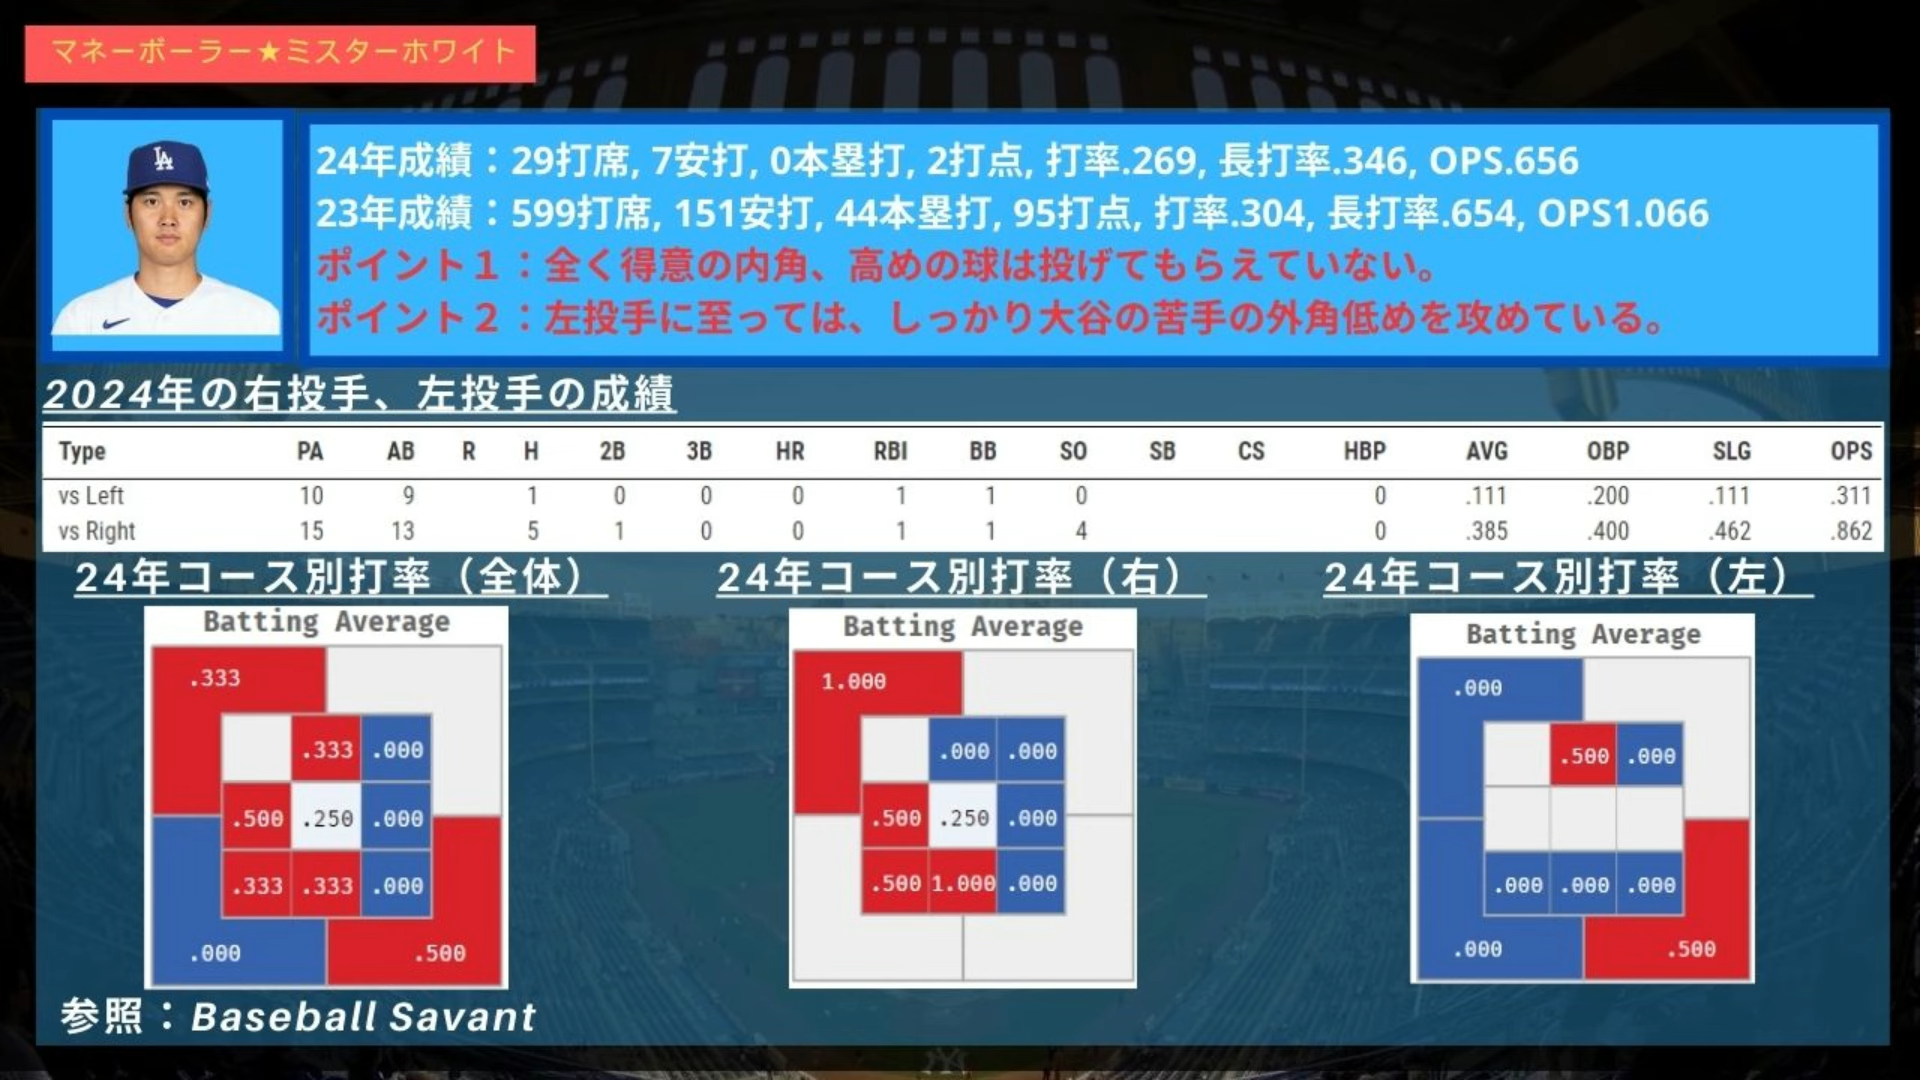 マネーボーラー★ミスターホワイト
LA
24年成績：29打席, 7安打, 0本塁打, 2打点, 打率.269, 長打率.346, OPS.656
23年成績：599打席, 151安打, 44本塁打, 95打点, 打率.304, 長打率.654, OPS1.066
ポイント１：全く得意の内角、高めの球は投げてもらえていない。
ポイント２：左投手に至っては、しっかり大谷の苦手の外角低めを攻めている。
2024年の右投手、左投手の成績
Type PA AB R H 2B 3B HR RBI BB SO SB CS HBP AVG OBP SLG OPS
vs Left 10 9 1 0 0 0 1 1 0 0 .111 .200 .111 .311
vs Right 15 13 5 1 0 0 1 1 4 0 .385 .400 .462 .862
24年コース別打率（全体）
Batting Average
.333
.333 .000
.500 .250 .000
.333 .333 .000
.000 .500
24年コース別打率（右）
Batting Average
1.000
.000 .000
.500 .250 .000
.500 1.000 .000
24年コース別打率（左）
Batting Average
.000
.500 .000
.000 .000 .000
.000 .500
参照：Baseball Savant